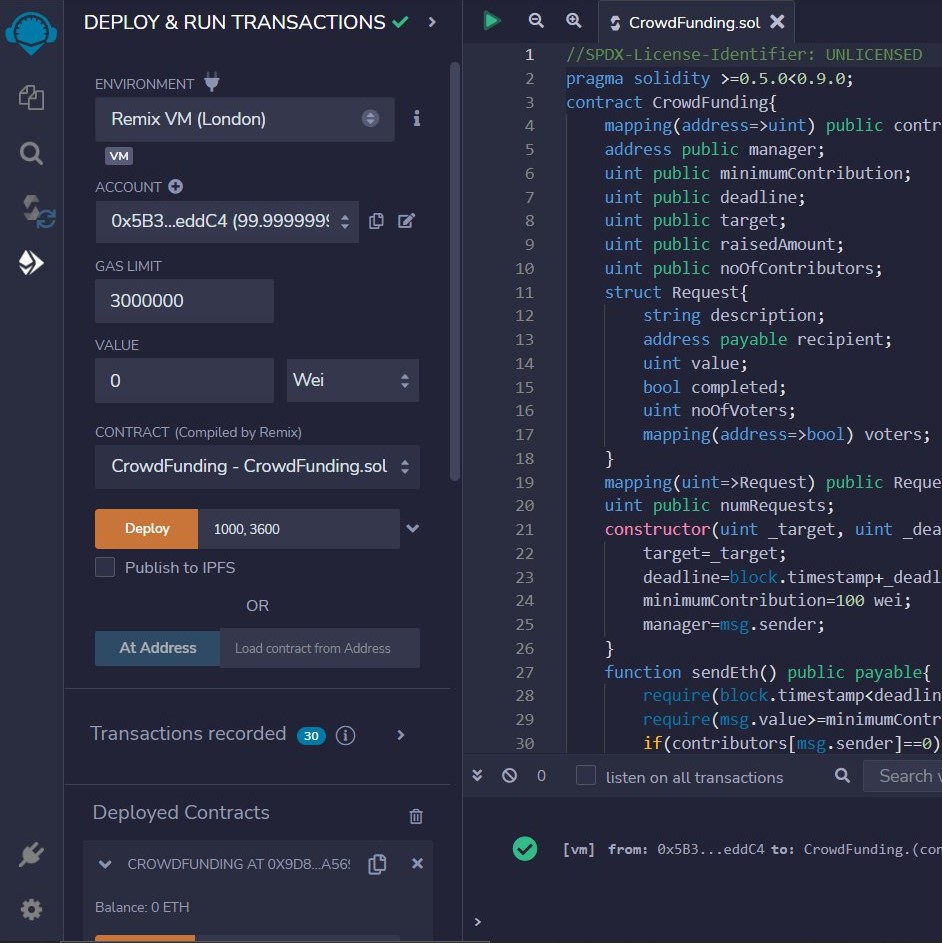 DEPLOY & RUN TRANSACTIONS
ENVIRONMENT
Remix VM (London)
VM
ACCOUNT
0x5B3...eddC4 (99.9999999
GAS LIMIT
3000000
VALUE
0
Wei
CONTRACT (Compiled by Remix)
CrowdFunding - CrowdFunding.sol
Deploy
1000, 3600
Publish to IPFS
OR
At Address
Load contract from Address
Transactions recorded 30 i
Deployed Contracts
CROWDFUNDING AT 0X9D8...A569
Balance: 0 ETH
CrowdFunding.sol
1 //SPDX-License-Identifier: UNLICENSED
2 pragma solidity >=0.5.0<0.9.0;
3 contract CrowdFunding{
4 mapping(address=>uint) public contr
5 address public manager;
6 uint public minimumContribution;
7 uint public deadline;
8 uint public target;
9 uint public raisedAmount;
10 uint public noOfContributors;
11 struct Request{
12 string description;
13 address payable recipient;
14 uint value;
15 bool completed;
16 uint noOfVoters;
17 mapping(address=>bool) voters;
18 }
19 mapping(uint=>Request) public Reque
20 uint public numRequests;
21 constructor(uint _target, uint _dea
22 target=_target;
23 deadline=block.timestamp+_deadl
24 minimumContribution=100 wei;
25 manager=msg.sender;
26 }
27 function sendEth() public payable{
28 require(block.timestamp<deadlin
29 require(msg.value>=minimumContr
30 if(contributors[msg.sender]==0)
0
listen on all transactions
Search w
[vm] from: 0x5B3...eddC4 to: CrowdFunding.(con
>